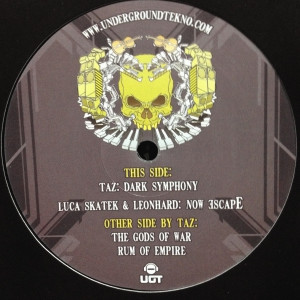 WWW.UNDERGROUNDTEKNO.COM
THIS SIDE:
TAZ: DARK SYMPHONY
LUCA SKATEK & LEONHARD: NOW ƎSCAPE
OTHER SIDE BY TAZ:
THE GODS OF WAR
RUM OF EMPIRE
UGT